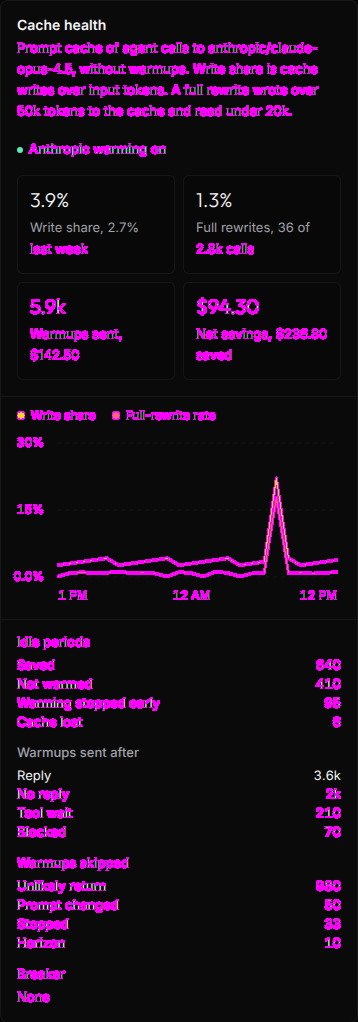 Cache health
Prompt cache of agent calls to anthropic/claude-
opus-4.5, without warmups. Write share is cache
writes over input tokens. A full rewrite wrote over
50k tokens to the cache and read under 20k.
Anthropic warming on
3.9%
Write share, 2.7%
last week
1.3%
Full rewrites, 36 of
2.8k calls
5.9k
Warmups sent,
$142.50
$94.30
Net savings, $236.80
saved
Write share
Full-rewrite rate
30%
15%
0.0%
1 PM
12 AM
12 PM
Idle periods
Saved 840
Not warmed 410
Warming stopped early 95
Cache lost 6
Warmups sent after
Reply 3.6k
No reply 2k
Tool wait 210
Blocked 70
Warmups skipped
Unlikely return 980
Prompt changed 50
Stopped 33
Horizon 10
Breaker
None